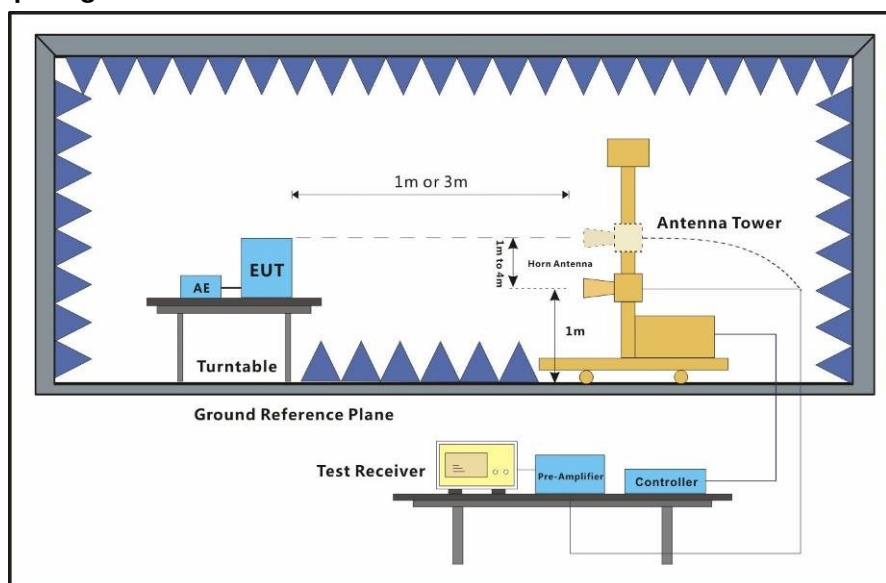 1m or 3m
Antenna Tower
1m to 4m
Horn Antenna
EUT
AE
1m
Turntable
Ground Reference Plane
Test Receiver
Pre-Amplifier
Controller